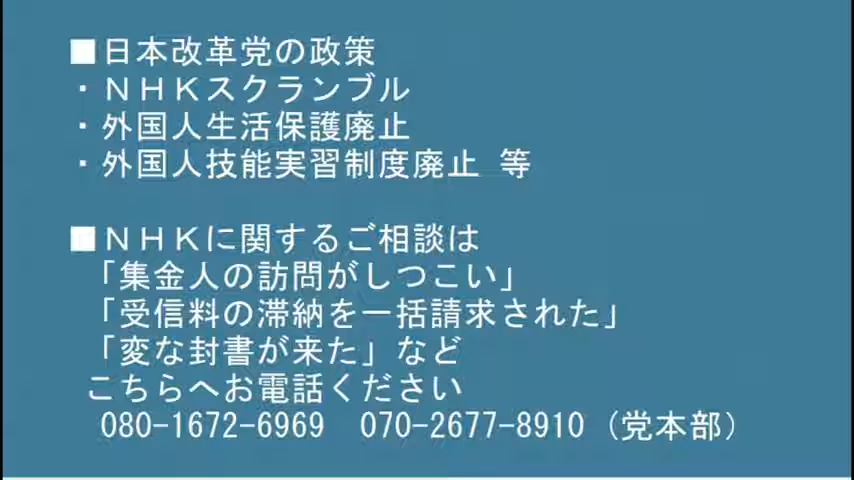 ■日本改革党の政策
・ＮＨＫスクランブル
・外国人生活保護廃止
・外国人技能実習制度廃止 等
■ＮＨＫに関するご相談は
「集金人の訪問がしつこい」
「受信料の滞納を一括請求された」
「変な封書が来た」など
こちらへお電話ください
080-1672-6969　070-2677-8910（党本部）